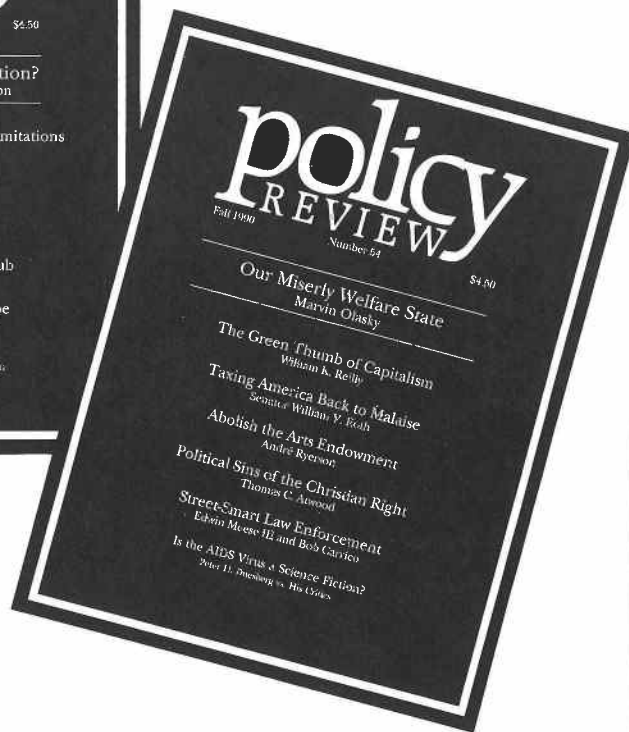 $4.50
tion?
on
mitations
ub
policy
REVIEW
Fall 1990
Number 54
$4.50
Our Miserly Welfare State
Marvin Olasky
The Green Thumb of Capitalism
William K. Reilly
Taxing America Back to Malaise
Senator William V. Roth
Abolish the Arts Endowment
André Ryerson
Political Sins of the Christian Right
Thomas C. Atwood
Street-Smart Law Enforcement
Edwin Meese III and Bob Carrico
Is the AIDS Virus a Science Fiction?
Peter H. Duesberg vs. His Critics